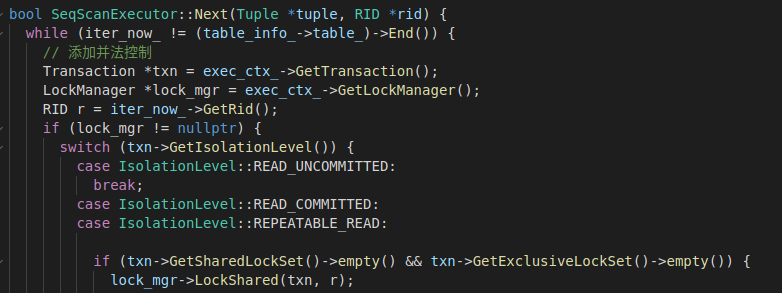 bool SeqScanExecutor::Next(Tuple *tuple, RID *rid) {
  while (iter_now_ != (table_info_->table_)->End()) {
    // 添加并法控制
    Transaction *txn = exec_ctx_->GetTransaction();
    LockManager *lock_mgr = exec_ctx_->GetLockManager();
    RID r = iter_now_->GetRid();
    if (lock_mgr != nullptr) {
      switch (txn->GetIsolationLevel()) {
        case IsolationLevel::READ_UNCOMMITTED:
          break;
        case IsolationLevel::READ_COMMITTED:
        case IsolationLevel::REPEATABLE_READ:
          if (txn->GetSharedLockSet()->empty() && txn->GetExclusiveLockSet()->empty()) {
            lock_mgr->LockShared(txn, r);